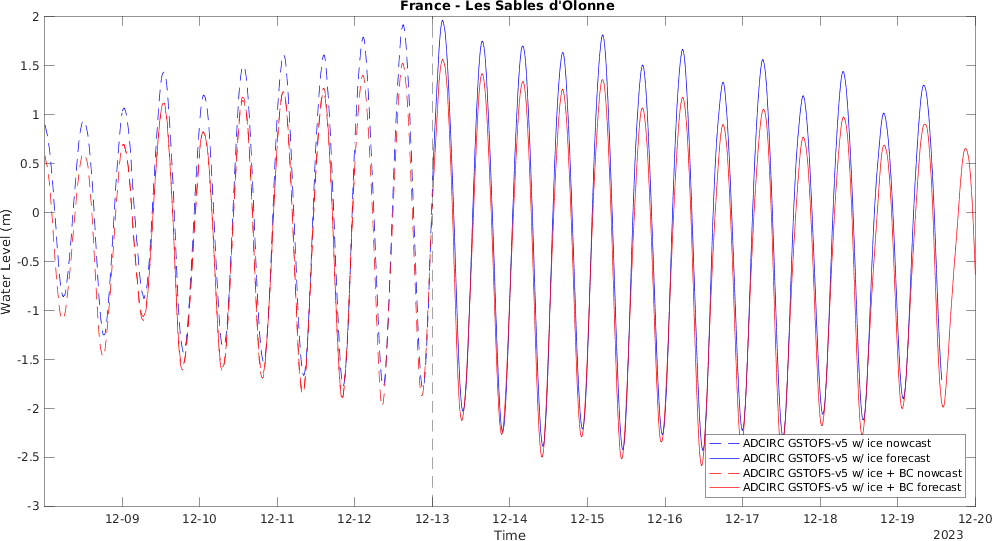 France - Les Sables d'Olonne
2
1.5
1
0.5
0
-0.5
-1
-1.5
-2
-2.5
-3
Water Level (m)
ADCIRC GSTOFS-v5 w/ ice nowcast
ADCIRC GSTOFS-v5 w/ ice forecast
ADCIRC GSTOFS-v5 w/ ice + BC nowcast
ADCIRC GSTOFS-v5 w/ ice + BC forecast
12-09 12-10 12-11 12-12 12-13 12-14 12-15 12-16 12-17 12-18 12-19 12-20
Time
2023